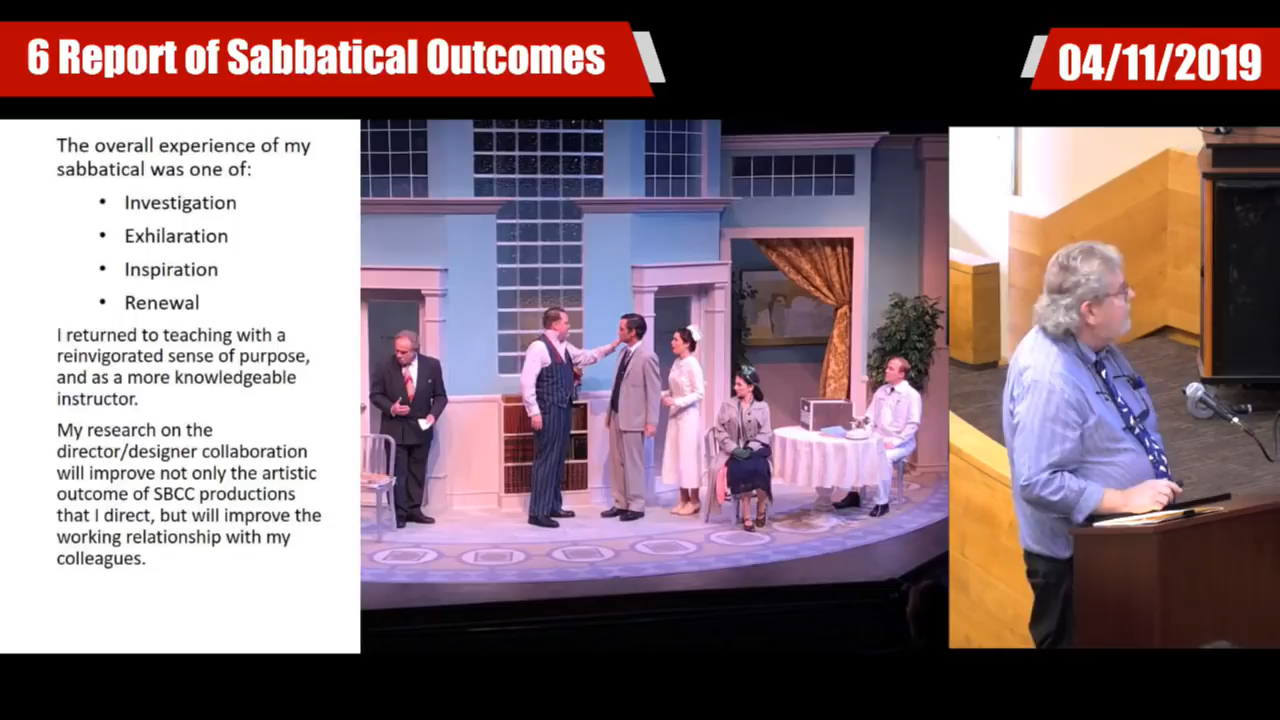 6 Report of Sabbatical Outcomes
04/11/2019
The overall experience of my
sabbatical was one of:
• Investigation
• Exhilaration
• Inspiration
• Renewal
I returned to teaching with a
reinvigorated sense of purpose,
and as a more knowledgeable
instructor.
My research on the
director/designer collaboration
will improve not only the artistic
outcome of SBCC productions
that I direct, but will improve the
working relationship with my
colleagues.